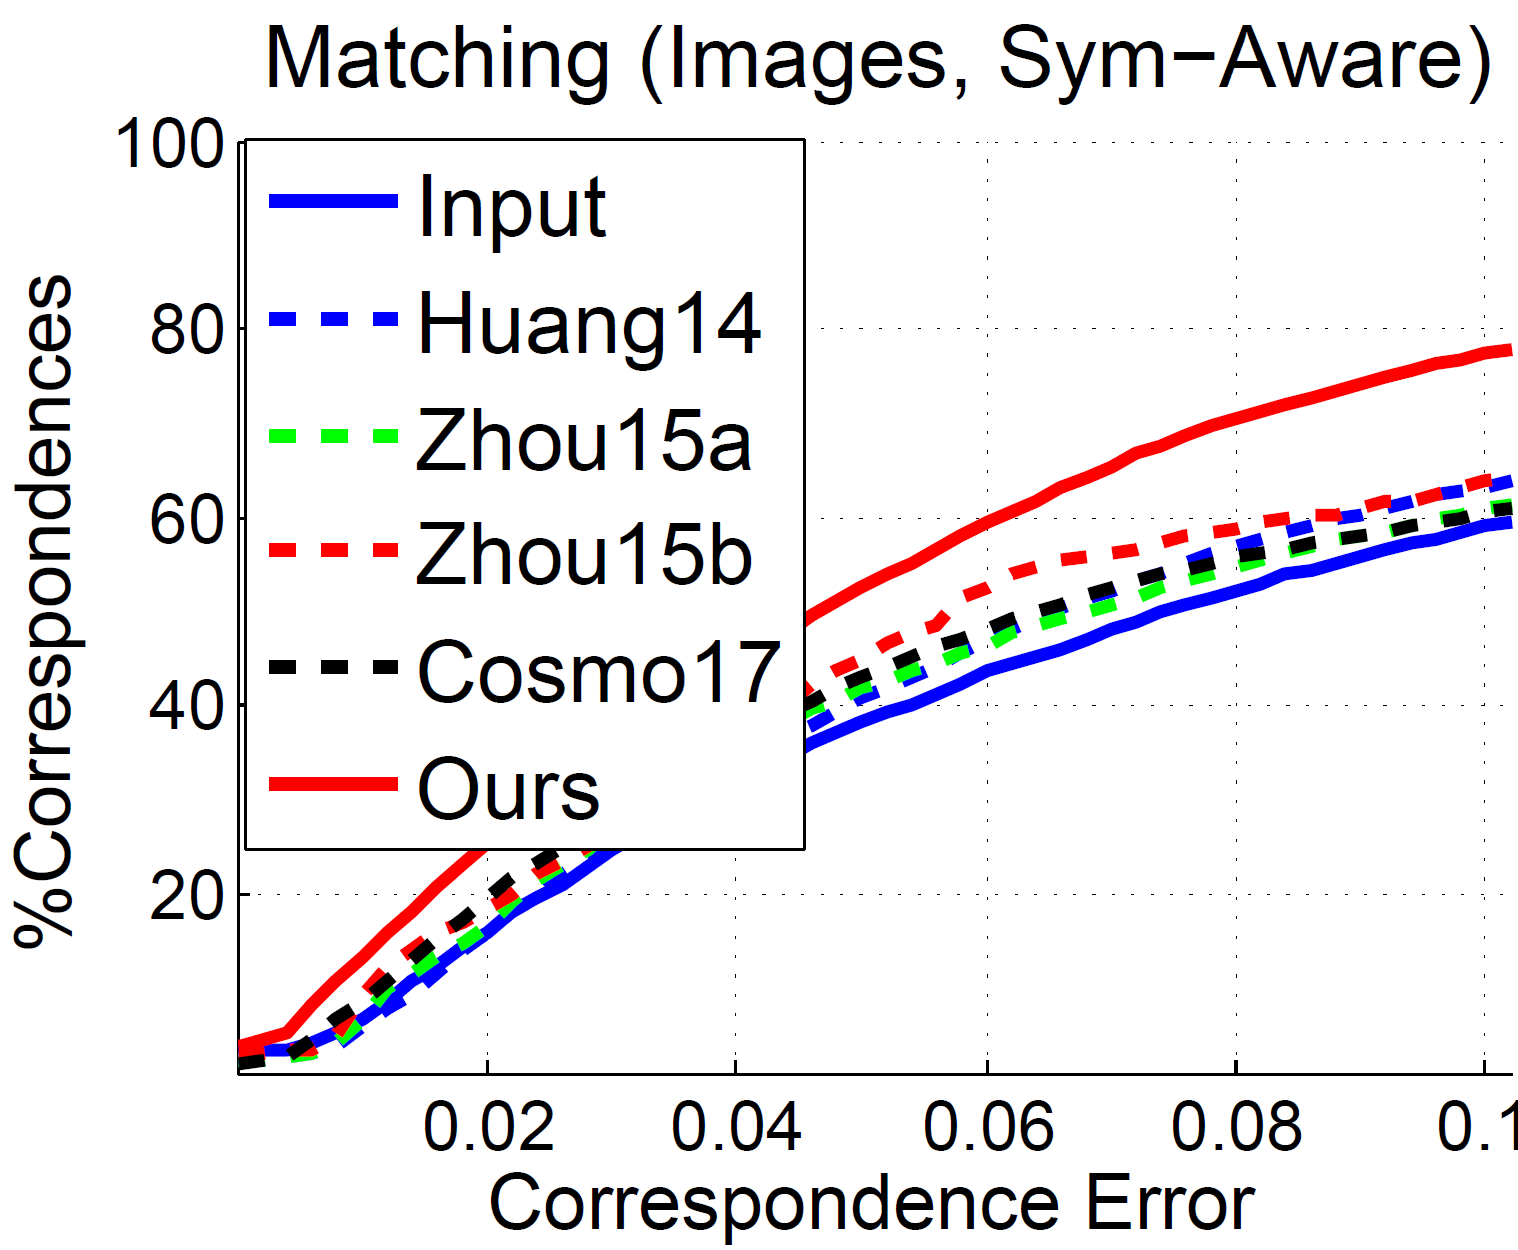 Matching (Images, Sym−Aware)
%Correspondences
100
80
60
40
20
Input
Huang14
Zhou15a
Zhou15b
Cosmo17
Ours
0.02 0.04 0.06 0.08 0.1
Correspondence Error